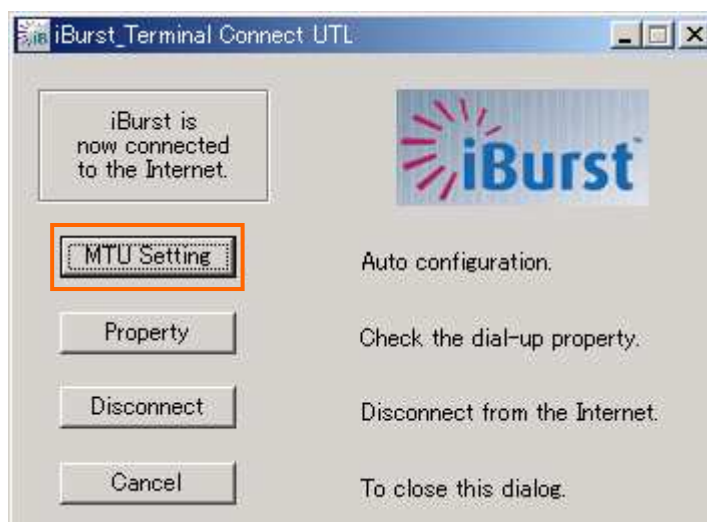 iB iBurst_Terminal Connect UTL
iBurst is
now connected
to the Internet.
iBurst
MTU Setting
Auto configuration.
Property
Check the dial-up property.
Disconnect
Disconnect from the Internet.
Cancel
To close this dialog.